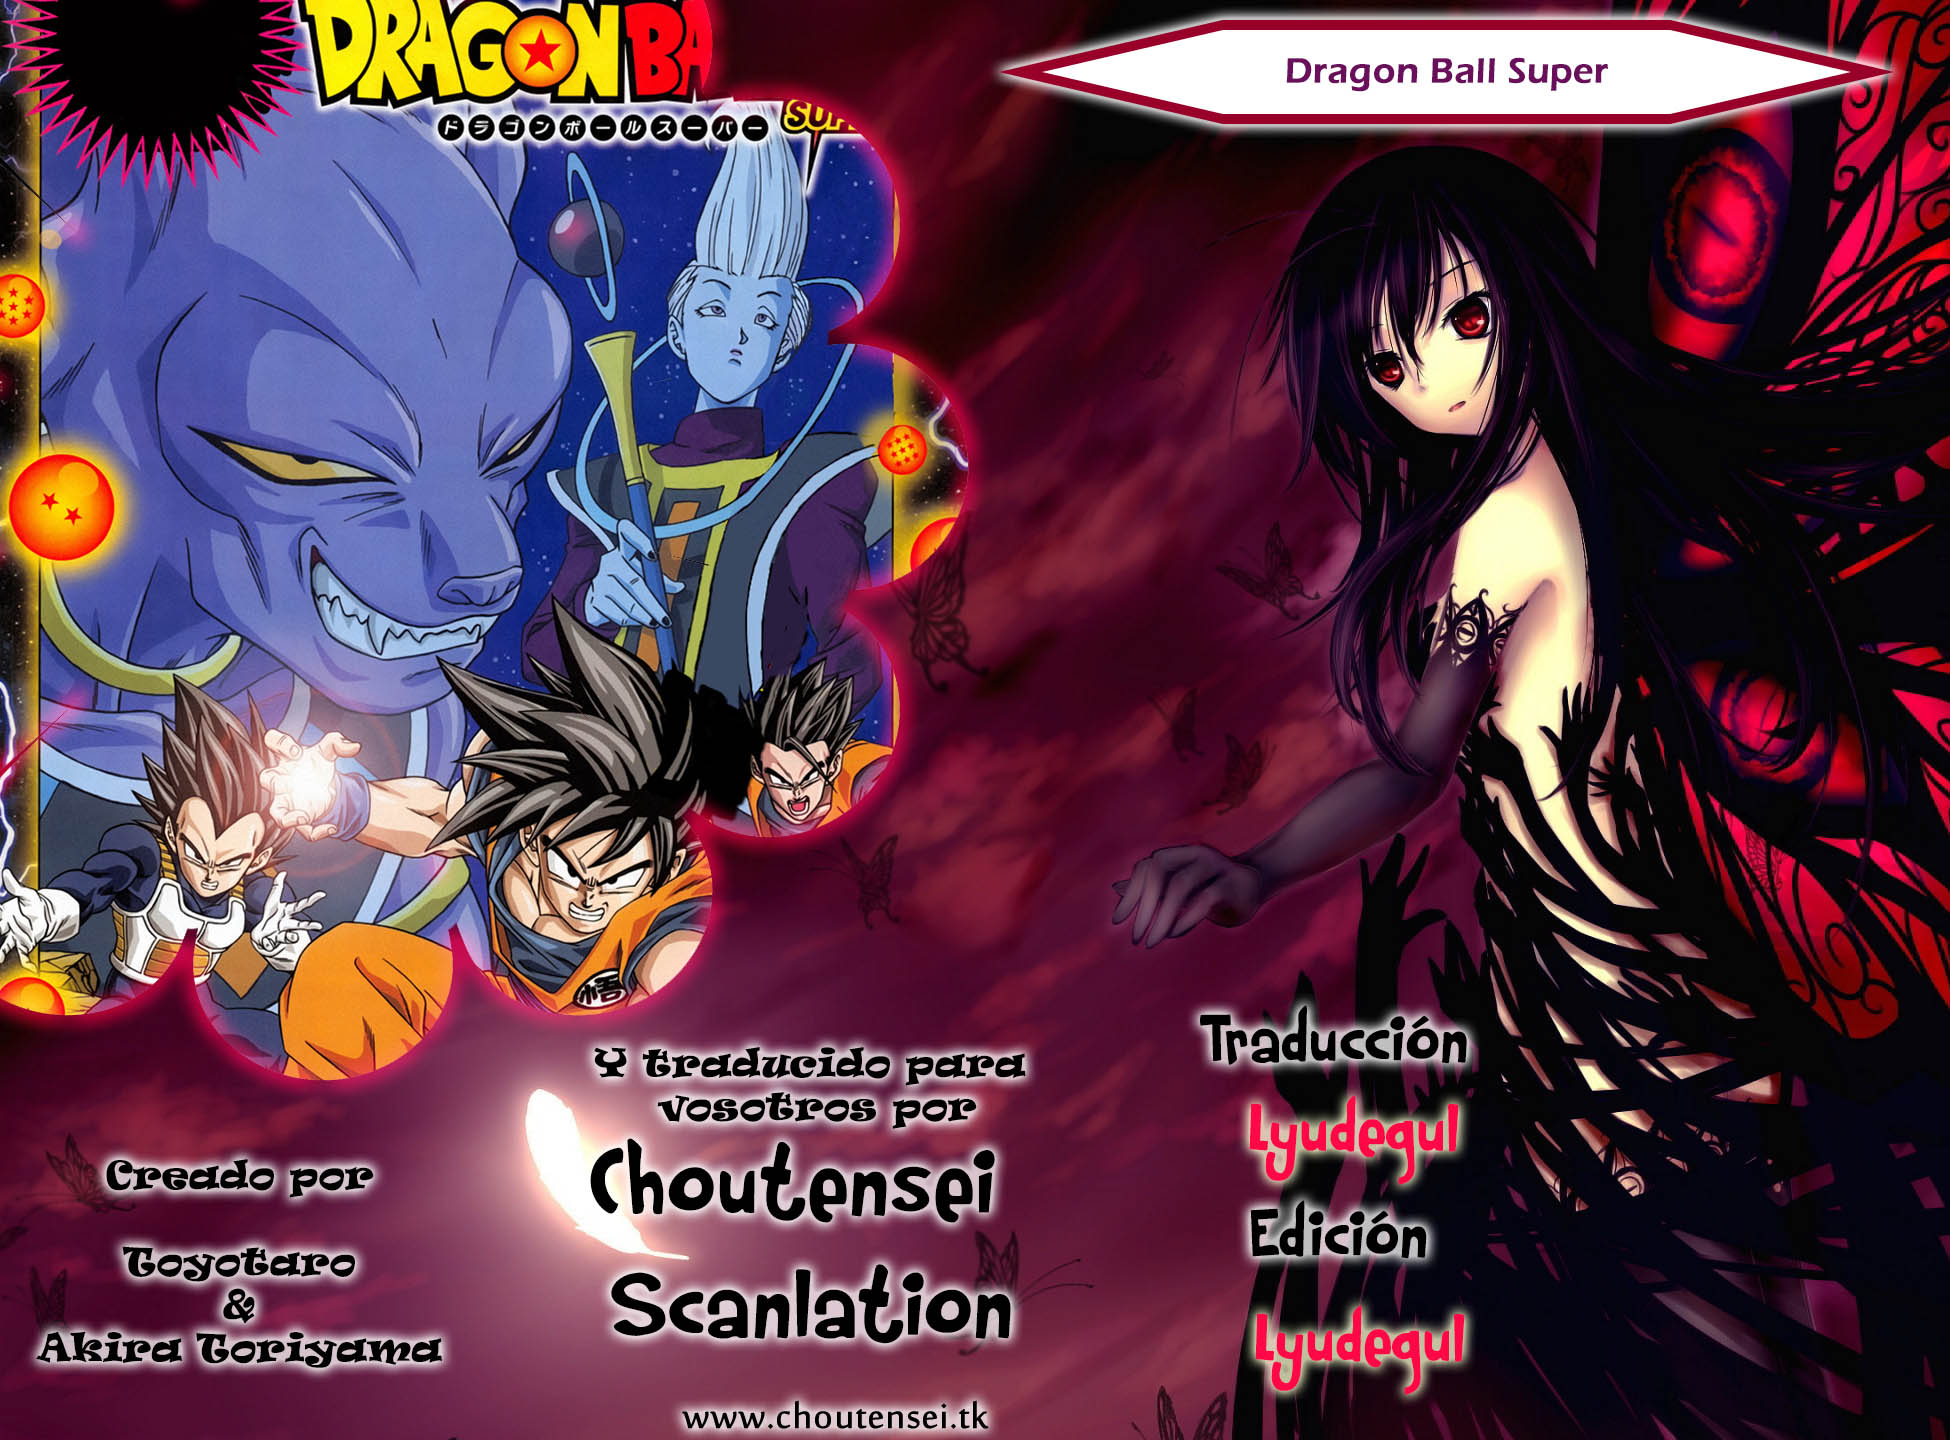 DRAGON BA
ドラゴンボールスーパー
SUP
Dragon Ball Super
悟
Y traducido para
vosotros por
Choutensei
Scanlation
www.choutensei.tk
Creado por
Toyotaro
&
Akira Toriyama
Traducción
Lyudegul
Edición
Lyudegul